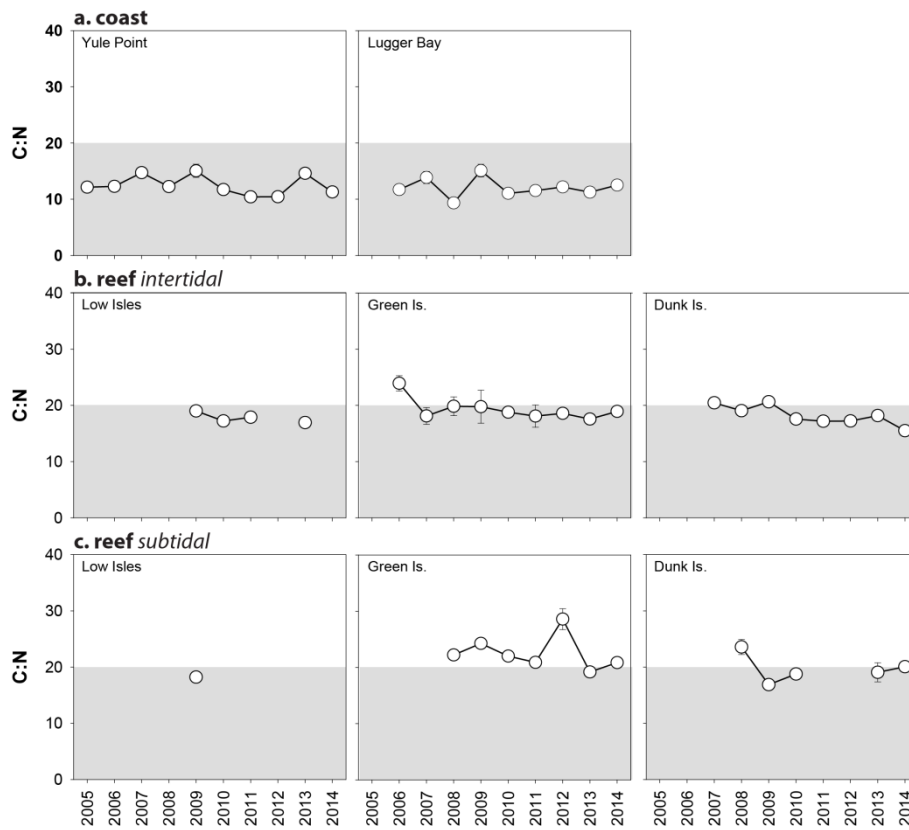 a. coast
Yule Point
Lugger Bay
C:N
40
30
20
10
0
b. reef intertidal
Low Isles
Green Is.
Dunk Is.
C:N
40
30
20
10
0
c. reef subtidal
Low Isles
Green Is.
Dunk Is.
C:N
40
30
20
10
0
2005 2006 2007 2008 2009 2010 2011 2012 2013 2014 2005 2006 2007 2008 2009 2010 2011 2012 2013 2014 2005 2006 2007 2008 2009 2010 2011 2012 2013 2014